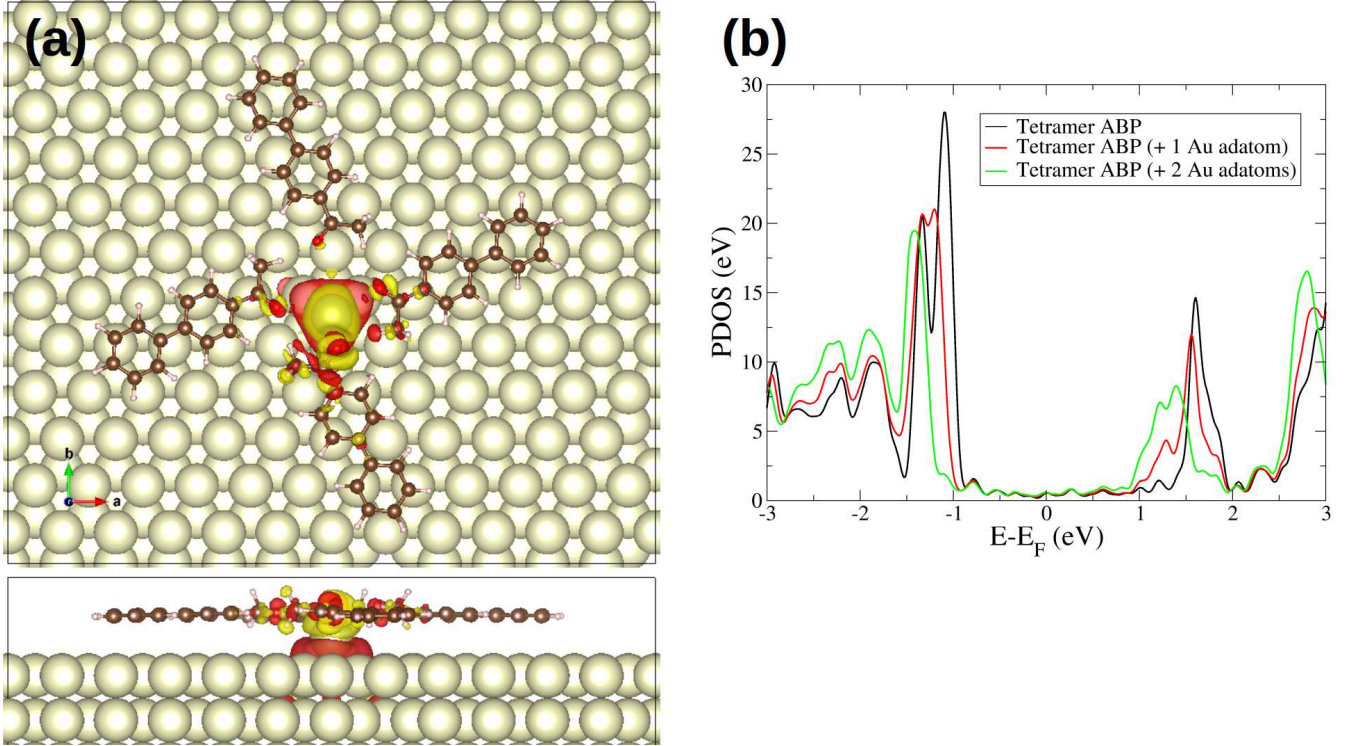 (a)
b
c a
(b)
PDOS (eV)
30
25
20
15
10
5
0
Tetramer ABP
Tetramer ABP (+ 1 Au adatom)
Tetramer ABP (+ 2 Au adatoms)
-3 -2 -1 0 1 2 3
E-E_F (eV)